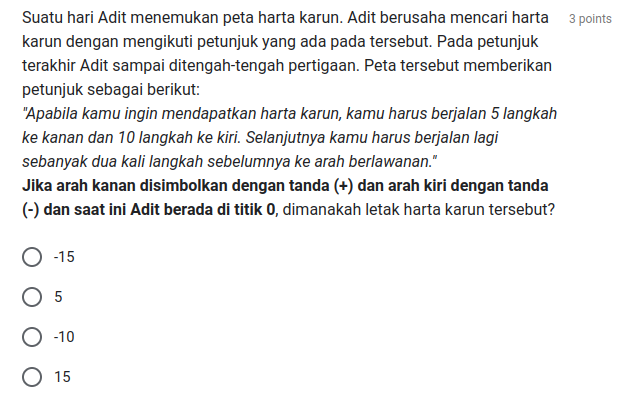 Suatu hari Adit menemukan peta harta karun. Adit berusaha mencari harta
3 points
karun dengan mengikuti petunjuk yang ada pada tersebut. Pada petunjuk
terakhir Adit sampai ditengah-tengah pertigaan. Peta tersebut memberikan
petunjuk sebagai berikut:
"Apabila kamu ingin mendapatkan harta karun, kamu harus berjalan 5 langkah
ke kanan dan 10 langkah ke kiri. Selanjutnya kamu harus berjalan lagi
sebanyak dua kali langkah sebelumnya ke arah berlawanan."
Jika arah kanan disimbolkan dengan tanda (+) dan arah kiri dengan tanda
(-) dan saat ini Adit berada di titik 0, dimanakah letak harta karun tersebut?
-15
5
-10
15